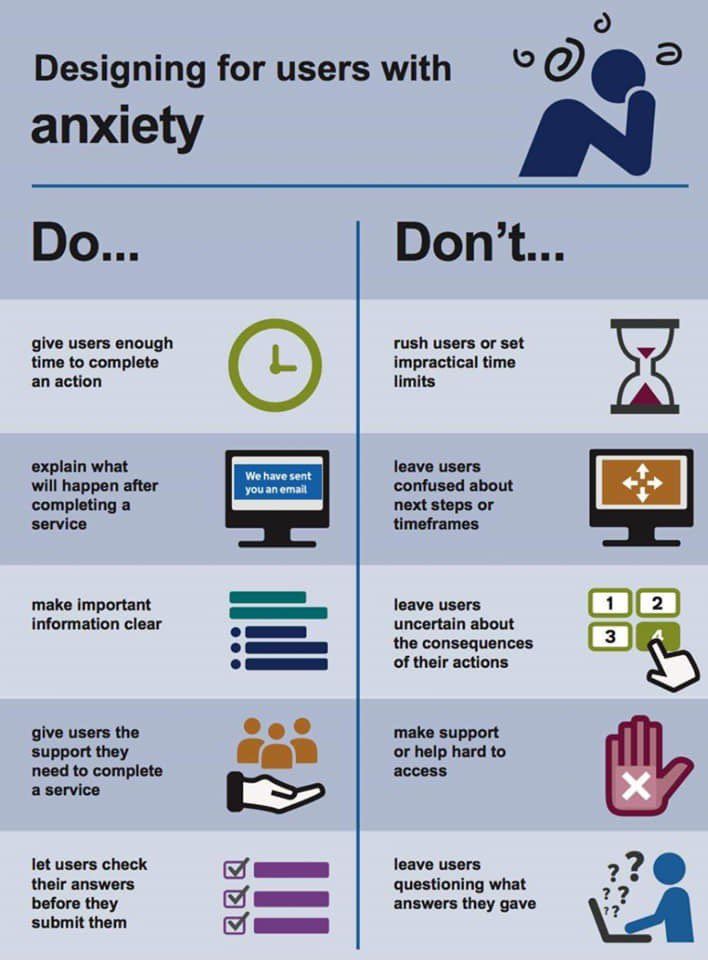 Designing for users with
anxiety
Do...
Don't...
give users enough
time to complete
an action
rush users or set
impractical time
limits
explain what
will happen after
completing a
service
We have sent
you an email
leave users
confused about
next steps or
timeframes
make important
information clear
leave users
uncertain about
the consequences
of their actions
1 2
3 4
give users the
support they
need to complete
a service
make support
or help hard to
access
let users check
their answers
before they
submit them
leave users
questioning what
answers they gave
? ?
? ?
? ? ?